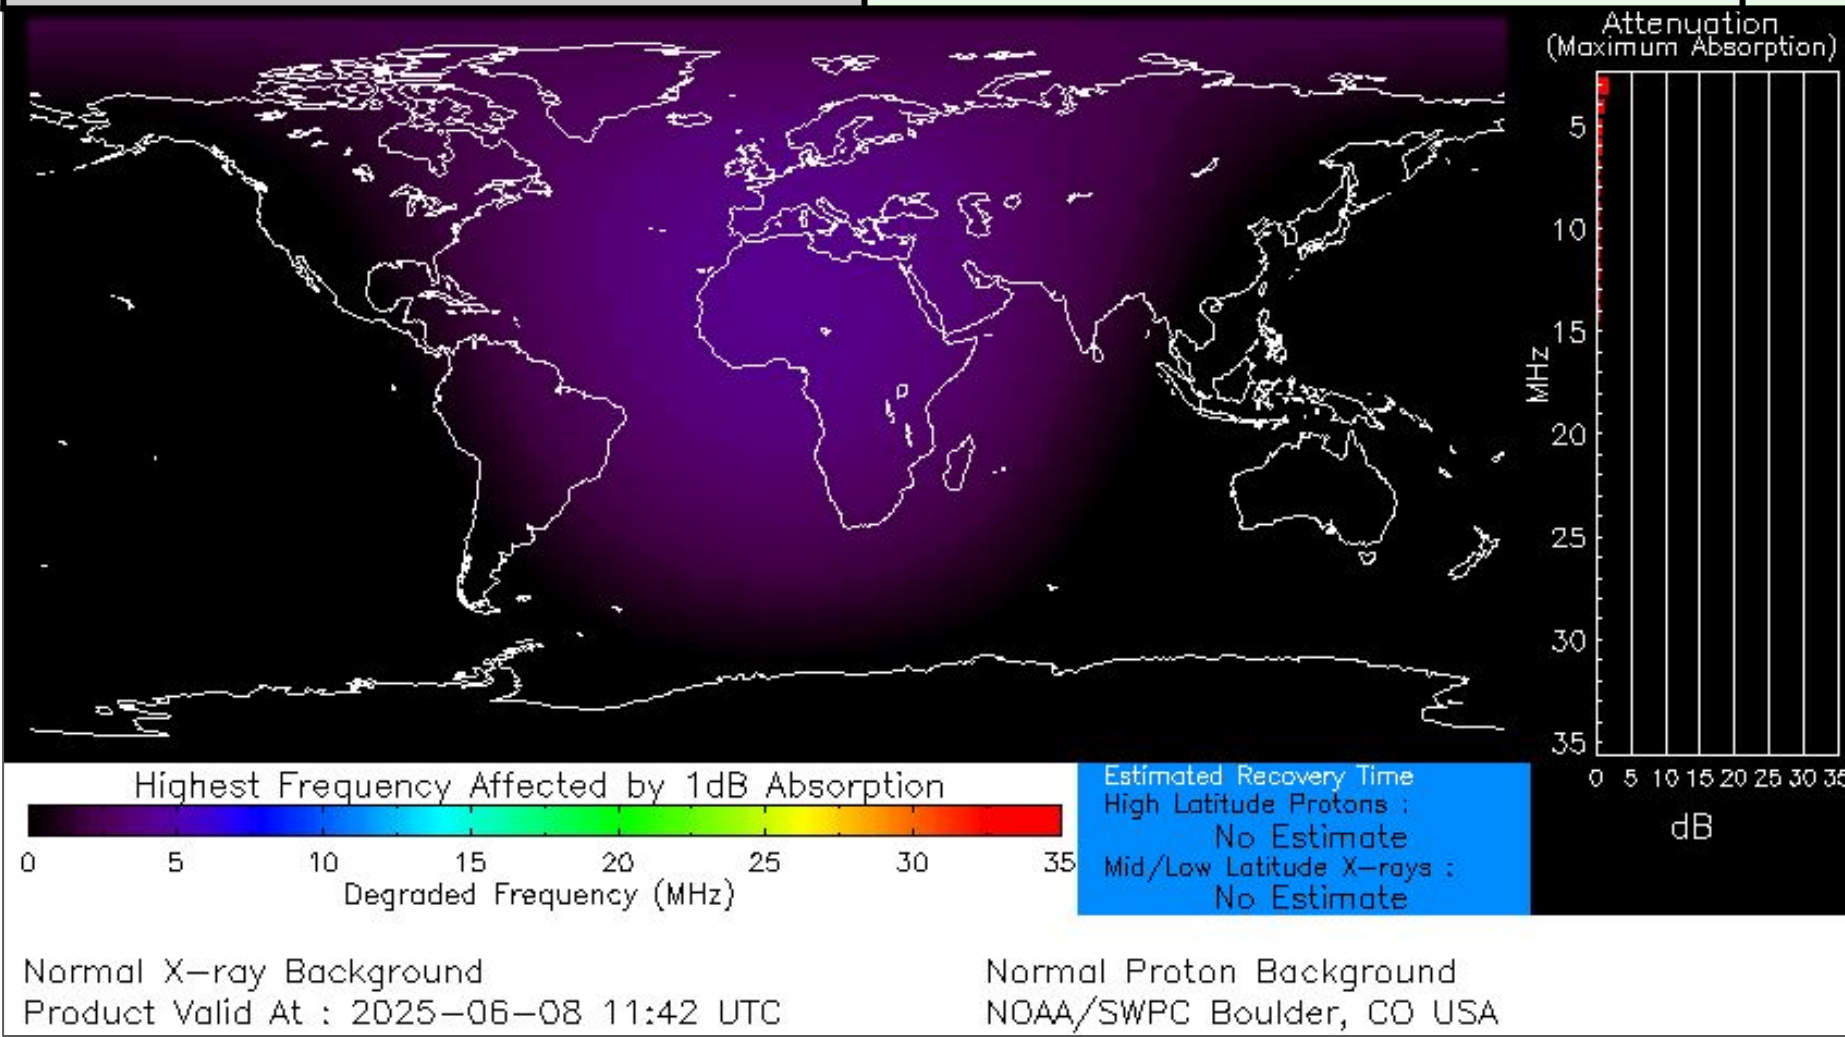 Attenuation
(Maximum Absorption)
5
10
15
20
25
30
35
MHz
0 5 10 15 20 25 30 35
dB
Highest Frequency Affected by 1dB Absorption
0 5 10 15 20 25 30 35
Degraded Frequency (MHz)
Estimated Recovery Time
High Latitude Protons :
No Estimate
Mid/Low Latitude X-rays :
No Estimate
Normal X-ray Background
Product Valid At : 2025-06-08 11:42 UTC
Normal Proton Background
NOAA/SWPC Boulder, CO USA